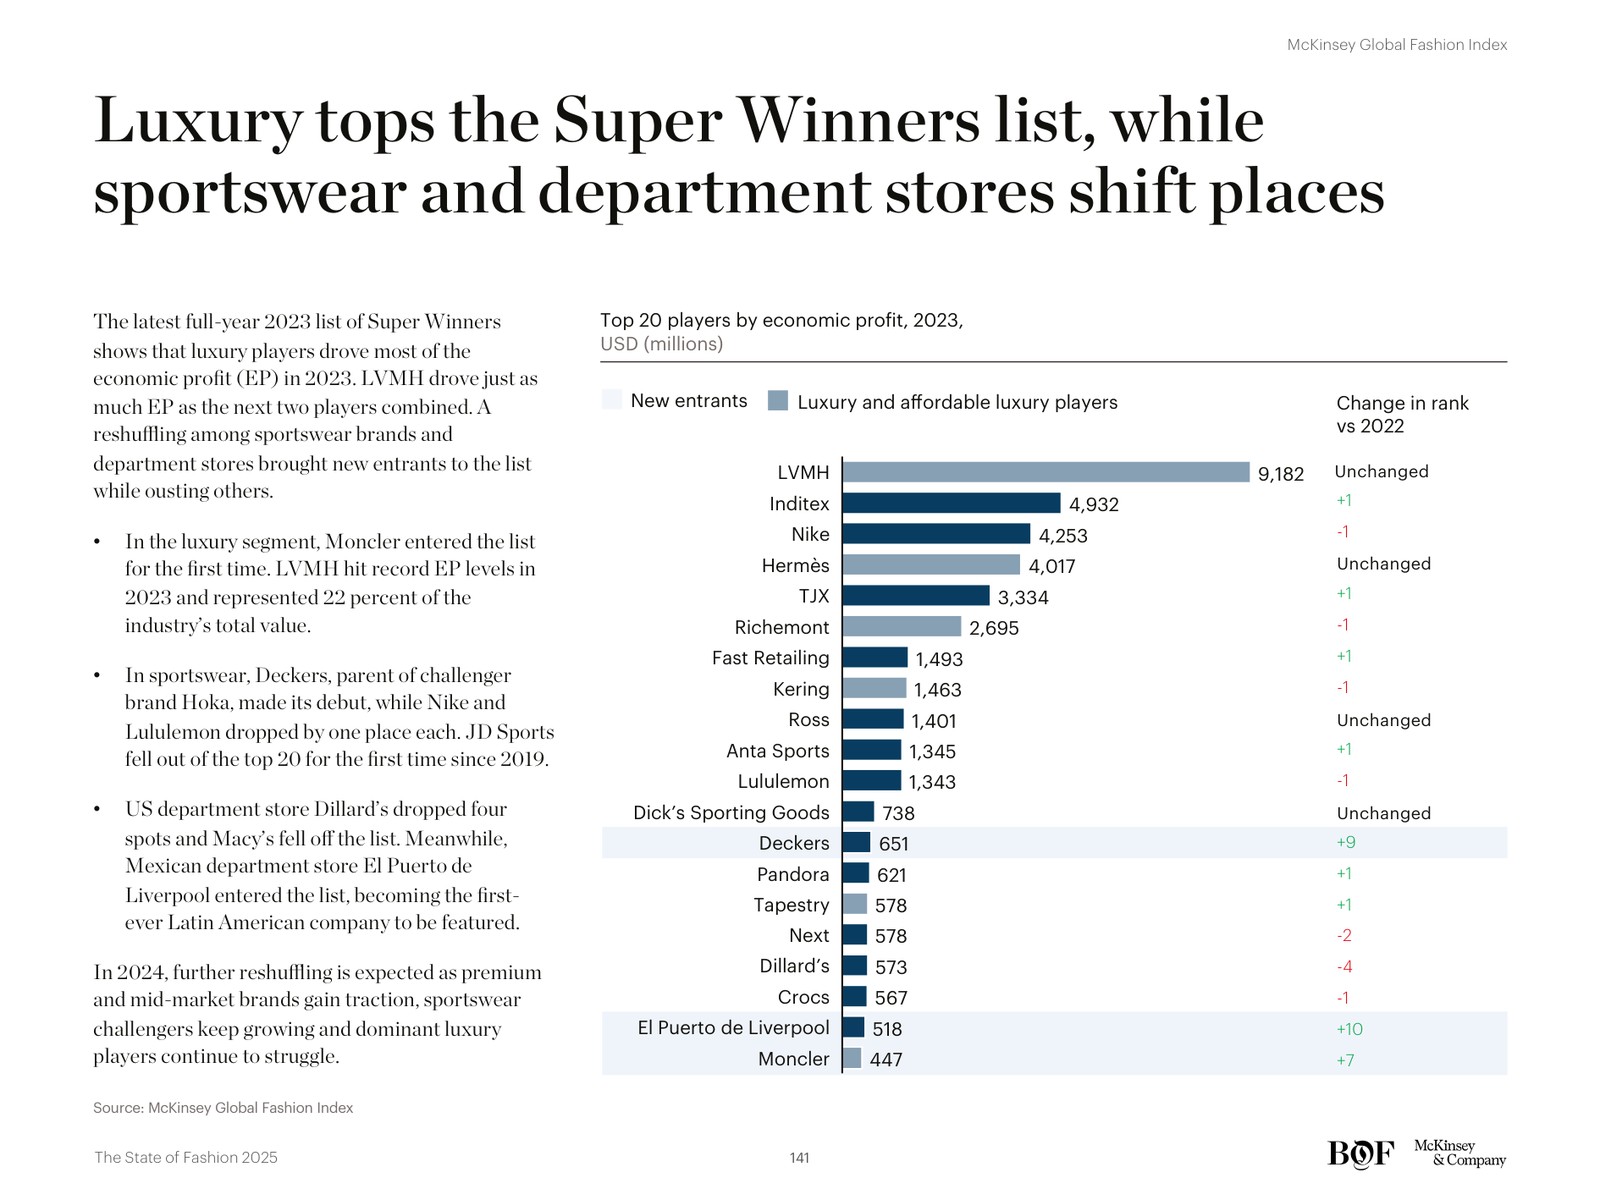 McKinsey Global Fashion Index
Luxury tops the Super Winners list, while
sportswear and department stores shift places
The latest full-year 2023 list of Super Winners
shows that luxury players drove most of the
economic profit (EP) in 2023. LVMH drove just as
much EP as the next two players combined. A
reshuffling among sportswear brands and
department stores brought new entrants to the list
while ousting others.
• In the luxury segment, Moncler entered the list
for the first time. LVMH hit record EP levels in
2023 and represented 22 percent of the
industry's total value.
• In sportswear, Deckers, parent of challenger
brand Hoka, made its debut, while Nike and
Lululemon dropped by one place each. JD Sports
fell out of the top 20 for the first time since 2019.
• US department store Dillard's dropped four
spots and Macy's fell off the list. Meanwhile,
Mexican department store El Puerto de
Liverpool entered the list, becoming the first-
ever Latin American company to be featured.
In 2024, further reshuffling is expected as premium
and mid-market brands gain traction, sportswear
challengers keep growing and dominant luxury
players continue to struggle.
Top 20 players by economic profit, 2023,
USD (millions)
New entrants Luxury and affordable luxury players
Change in rank
vs 2022
LVMH 9,182 Unchanged
Inditex 4,932 +1
Nike 4,253 -1
Hermès 4,017 Unchanged
TJX 3,334 +1
Richemont 2,695 -1
Fast Retailing 1,493 +1
Kering 1,463 -1
Ross 1,401 Unchanged
Anta Sports 1,345 +1
Lululemon 1,343 -1
Dick's Sporting Goods 738 Unchanged
Deckers 651 +9
Pandora 621 +1
Tapestry 578 +1
Next 578 -2
Dillard's 573 -4
Crocs 567 -1
El Puerto de Liverpool 518 +10
Moncler 447 +7
Source: McKinsey Global Fashion Index
The State of Fashion 2025
141
BOF
McKinsey
& Company